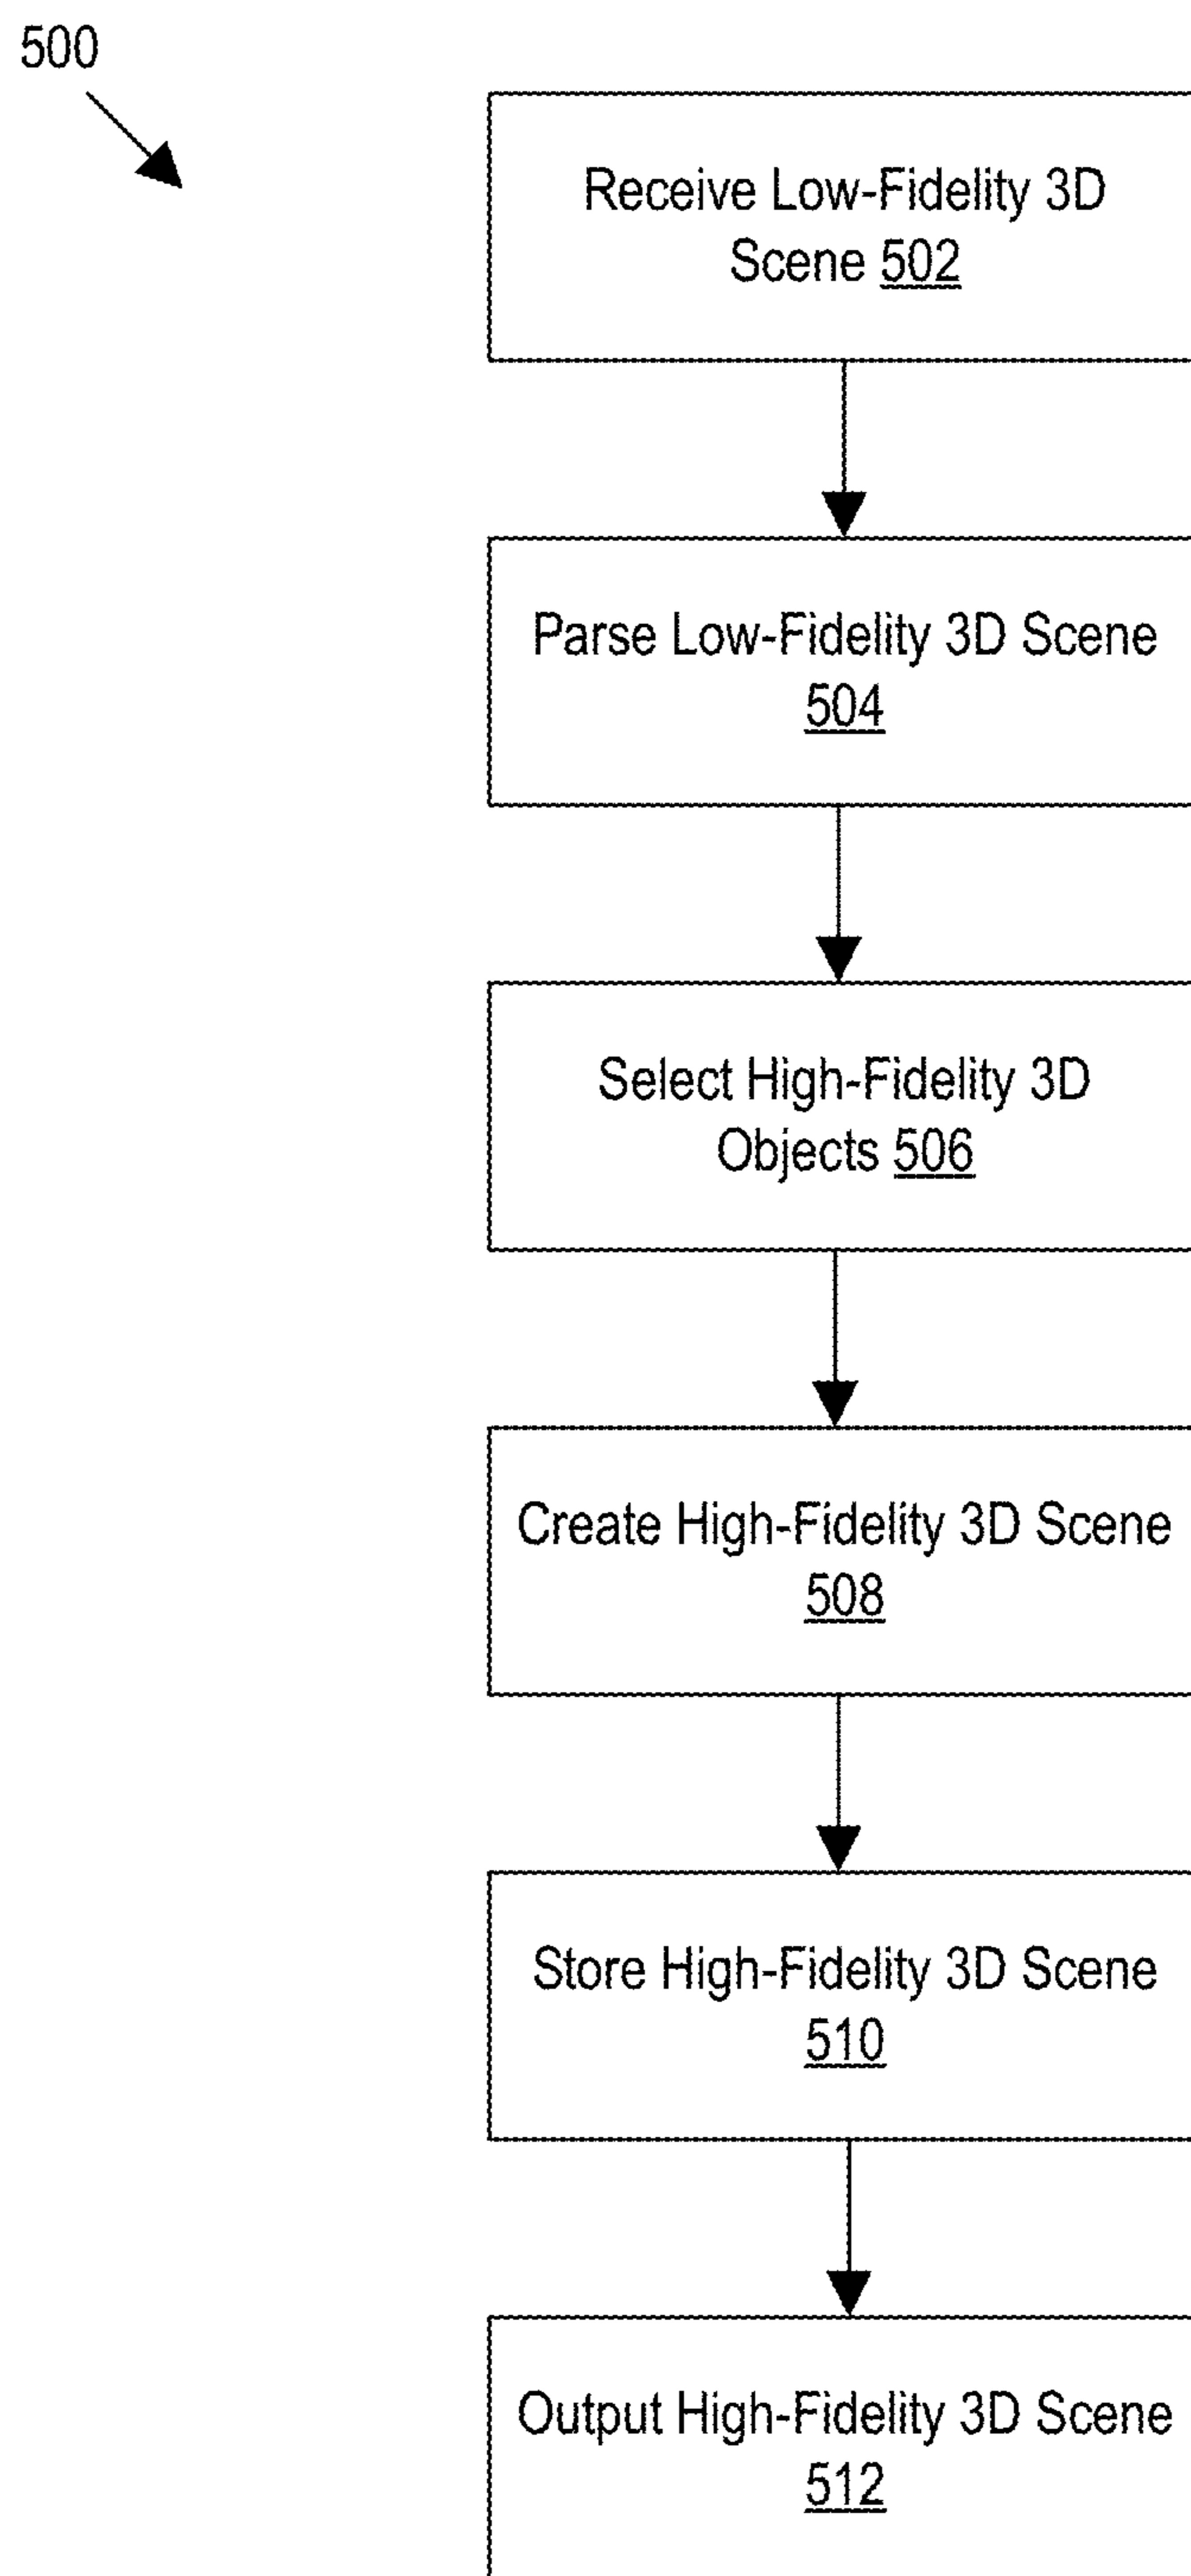 500
Receive Low-Fidelity 3D
Scene 502
Parse Low-Fidelity 3D Scene
504
Select High-Fidelity 3D
Objects 506
Create High-Fidelity 3D Scene
508
Store High-Fidelity 3D Scene
510
Output High-Fidelity 3D Scene
512